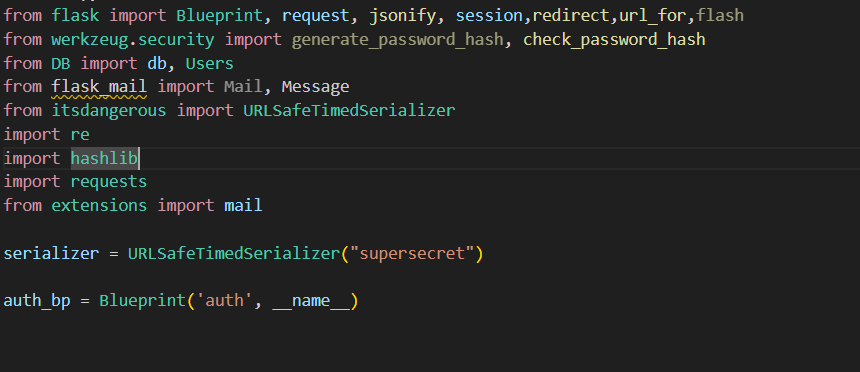 from flask import Blueprint, request, jsonify, session,redirect,url_for,flash
from werkzeug.security import generate_password_hash, check_password_hash
from DB import db, Users
from flask_mail import Mail, Message
from itsdangerous import URLSafeTimedSerializer
import re
import hashlib
import requests
from extensions import mail
serializer = URLSafeTimedSerializer("supersecret")
auth_bp = Blueprint('auth', __name__)